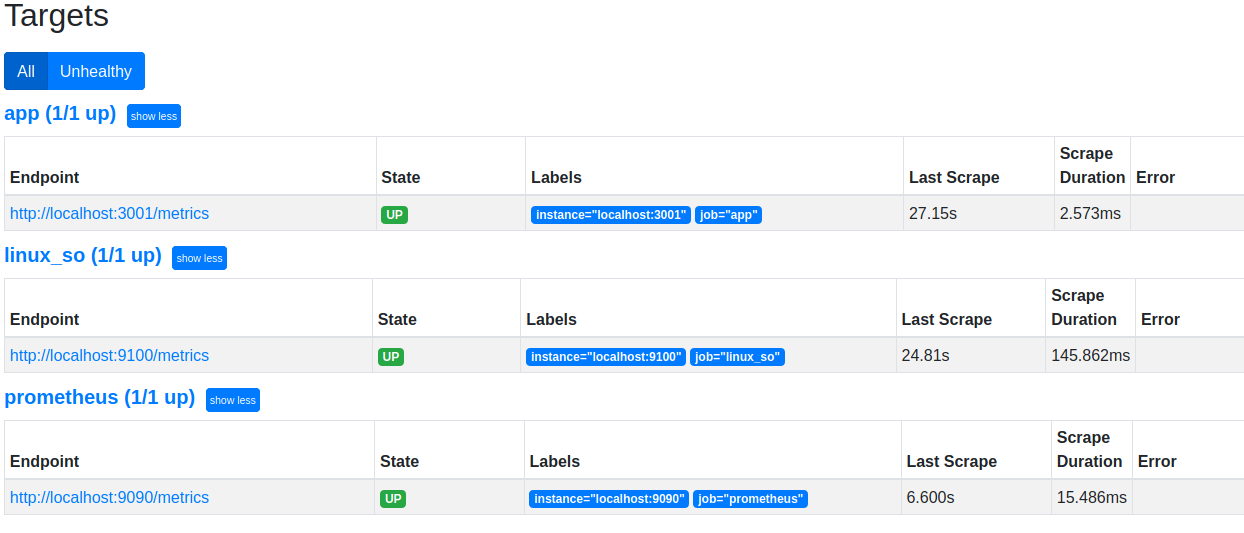 Targets
All Unhealthy
app (1/1 up) show less
Endpoint State Labels Last Scrape Scrape Duration Error
http://localhost:3001/metrics UP instance="localhost:3001" job="app" 27.15s 2.573ms
linux_so (1/1 up) show less
Endpoint State Labels Last Scrape Scrape Duration Error
http://localhost:9100/metrics UP instance="localhost:9100" job="linux_so" 24.81s 145.862ms
prometheus (1/1 up) show less
Endpoint State Labels Last Scrape Scrape Duration Error
http://localhost:9090/metrics UP instance="localhost:9090" job="prometheus" 6.600s 15.486ms